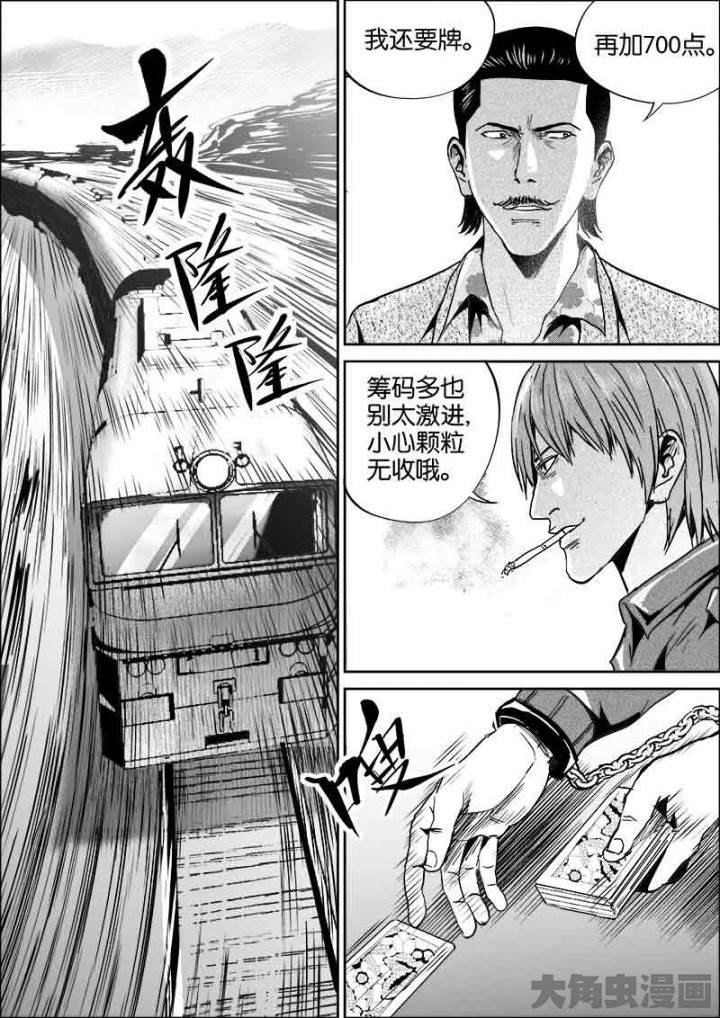 轰
隆
隆
我还要牌。
再加700点。
筹码多也
别太激进,
小心颗粒
无收哦。
嗖
大角虫漫画